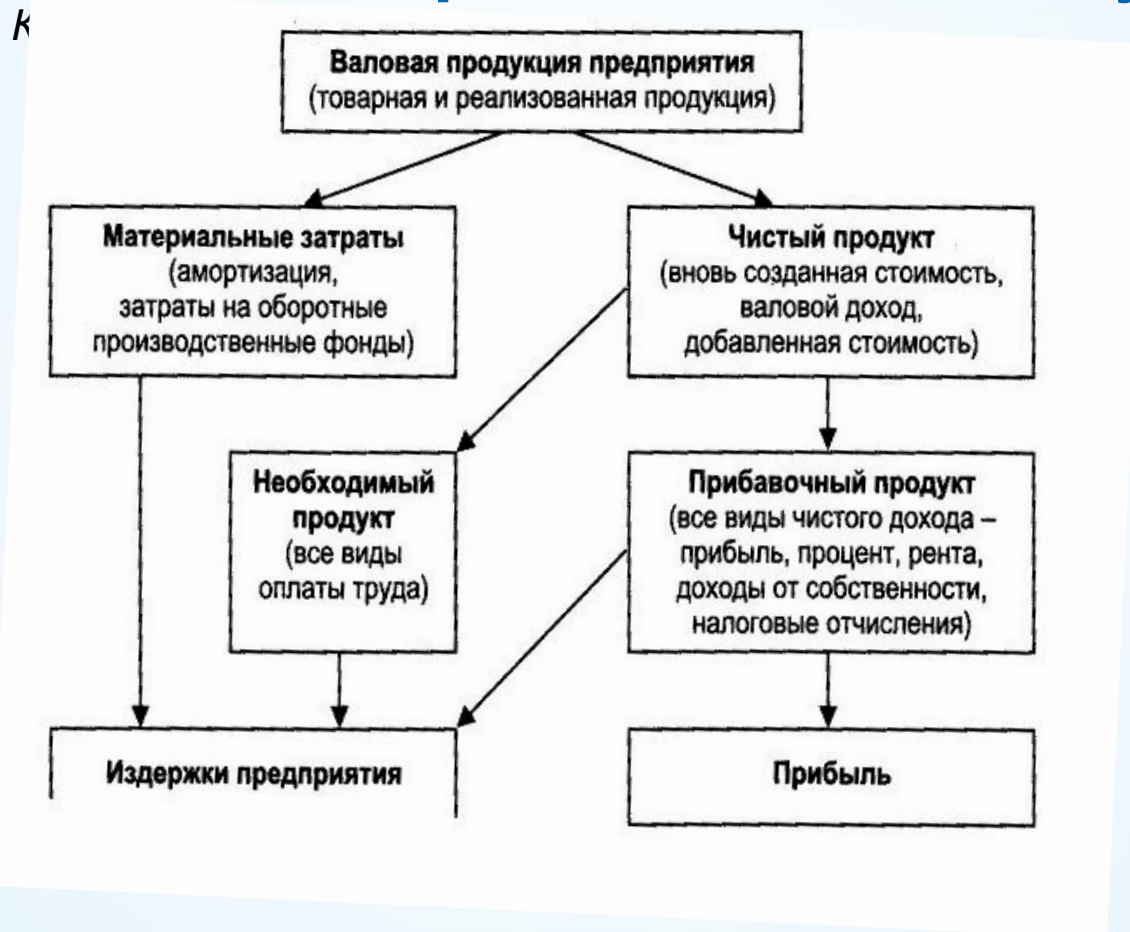 К
Валовая продукция предприятия
(товарная и реализованная продукция)
Материальные затраты
(амортизация,
затраты на оборотные
производственные фонды)
Чистый продукт
(вновь созданная стоимость,
валовой доход,
добавленная стоимость)
Необходимый
продукт
(все виды
оплаты труда)
Прибавочный продукт
(все виды чистого дохода –
прибыль, процент, рента,
доходы от собственности,
налоговые отчисления)
Издержки предприятия
Прибыль